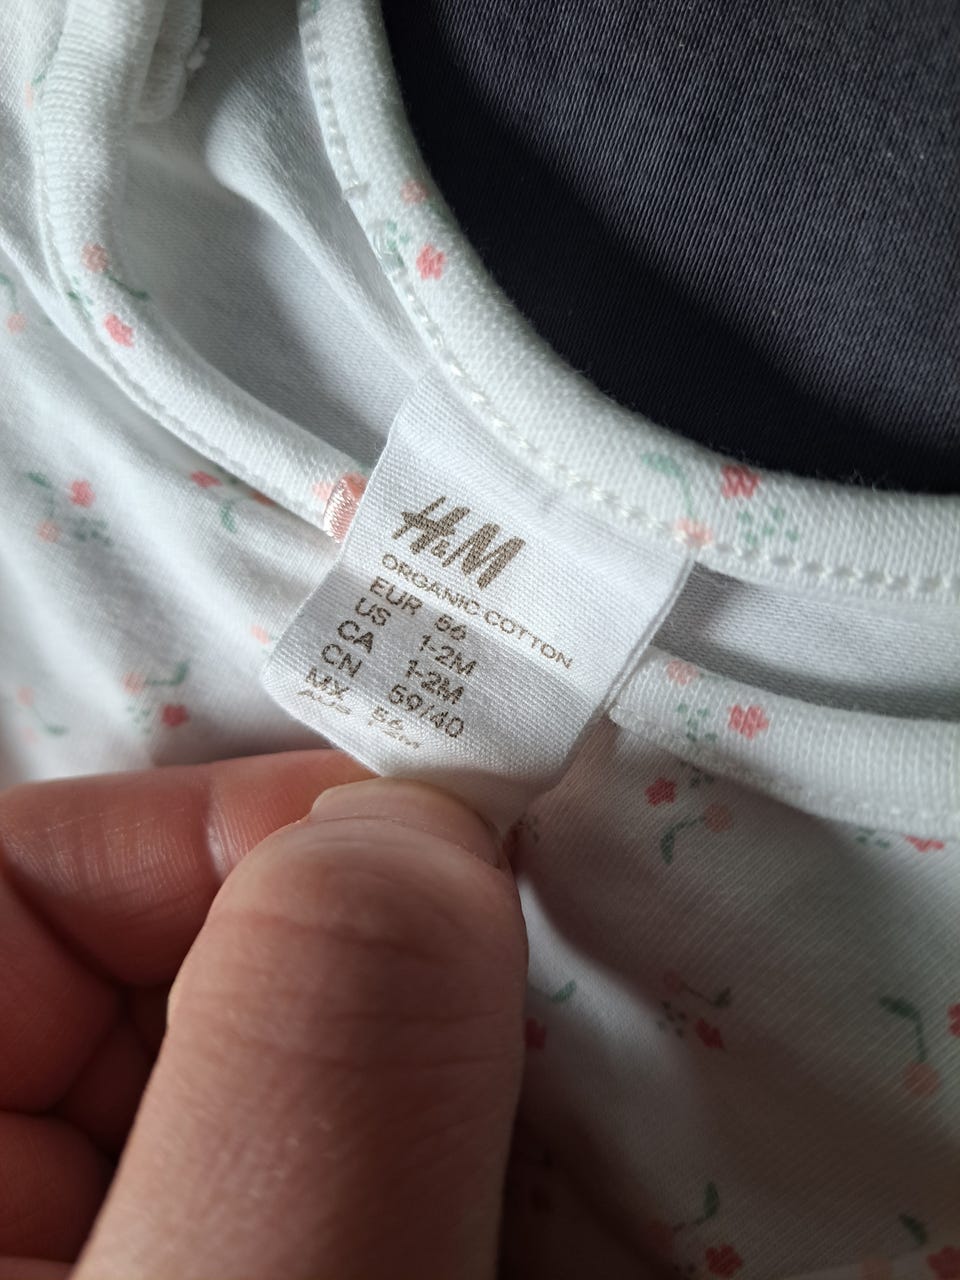 H&M
ORGANIC COTTON
EUR 56
US 1-2M
CA 1-2M
CN 59/40
MX